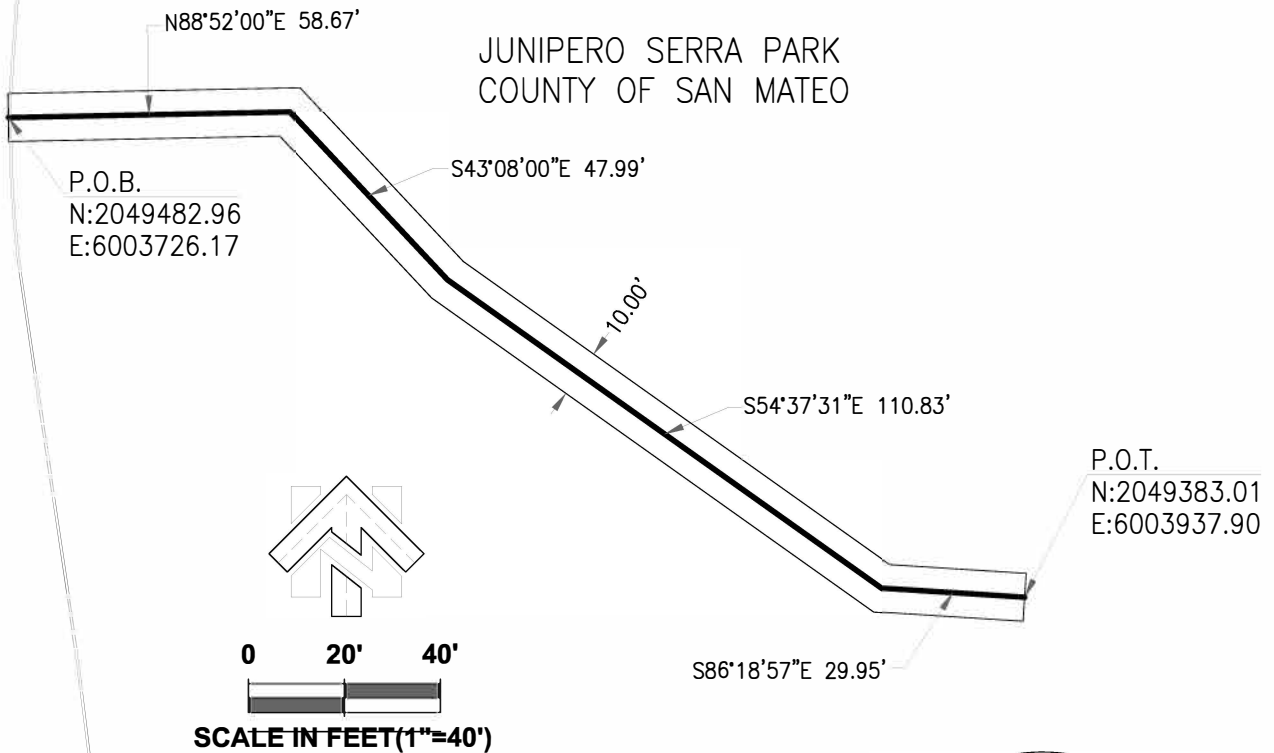 N88°52'00"E 58.67'
JUNIPERO SERRA PARK
COUNTY OF SAN MATEO
S43°08'00"E 47.99'
P.O.B.
N:2049482.96
E:6003726.17
10.00'
S54°37'31"E 110.83'
P.O.T.
N:2049383.01
E:6003937.90
0 20' 40'
S86°18'57"E 29.95'
SCALE IN FEET(1"=40')